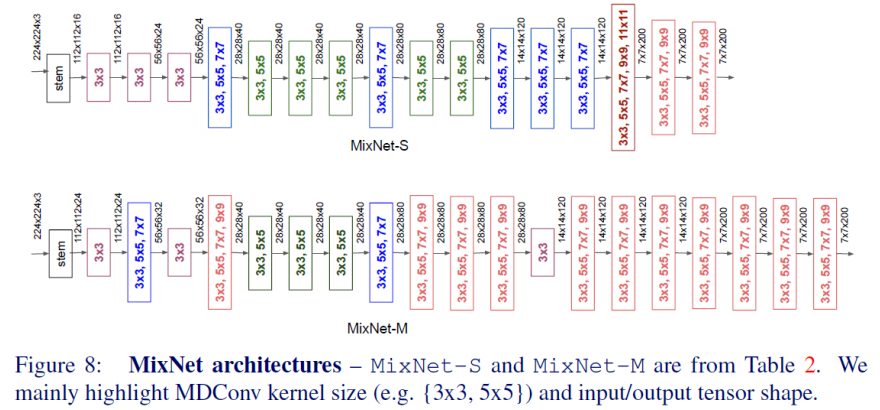 224x224x3
stem
112x112x16
3x3
112x112x16
3x3
56x56x24
3x3
56x56x24
3x3, 5x5, 7x7
28x28x40
3x3, 5x5
28x28x40
3x3, 5x5
28x28x40
3x3, 5x5
28x28x40
3x3, 5x5, 7x7
28x28x80
3x3, 5x5
28x28x80
3x3, 5x5
28x28x80
3x3, 5x5, 7x7
14x14x120
3x3, 5x5, 7x7
14x14x120
3x3, 5x5, 7x7
14x14x120
3x3, 5x5, 7x7, 9x9, 11x11
7x7x200
3x3, 5x5, 7x7, 9x9
7x7x200
3x3, 5x5, 7x7, 9x9
7x7x200
MixNet-S
224x224x3
stem
112x112x24
3x3
112x112x24
3x3, 5x5, 7x7
56x56x32
3x3
56x56x32
3x3, 5x5, 7x7, 9x9
28x28x40
3x3, 5x5
28x28x40
3x3, 5x5
28x28x40
3x3, 5x5
28x28x40
3x3, 5x5, 7x7
28x28x80
3x3, 5x5, 7x7, 9x9
28x28x80
3x3, 5x5, 7x7, 9x9
28x28x80
3x3, 5x5, 7x7, 9x9
28x28x80
3x3
14x14x120
3x3, 5x5, 7x7, 9x9
14x14x120
3x3, 5x5, 7x7, 9x9
14x14x120
3x3, 5x5, 7x7, 9x9
14x14x120
3x3, 5x5, 7x7, 9x9
7x7x200
3x3, 5x5, 7x7, 9x9
7x7x200
3x3, 5x5, 7x7, 9x9
7x7x200
3x3, 5x5, 7x7, 9x9
7x7x200
MixNet-M
Figure 8: MixNet architectures – MixNet-S and MixNet-M are from Table 2. We
mainly highlight MDConv kernel size (e.g. {3x3, 5x5}) and input/output tensor shape.